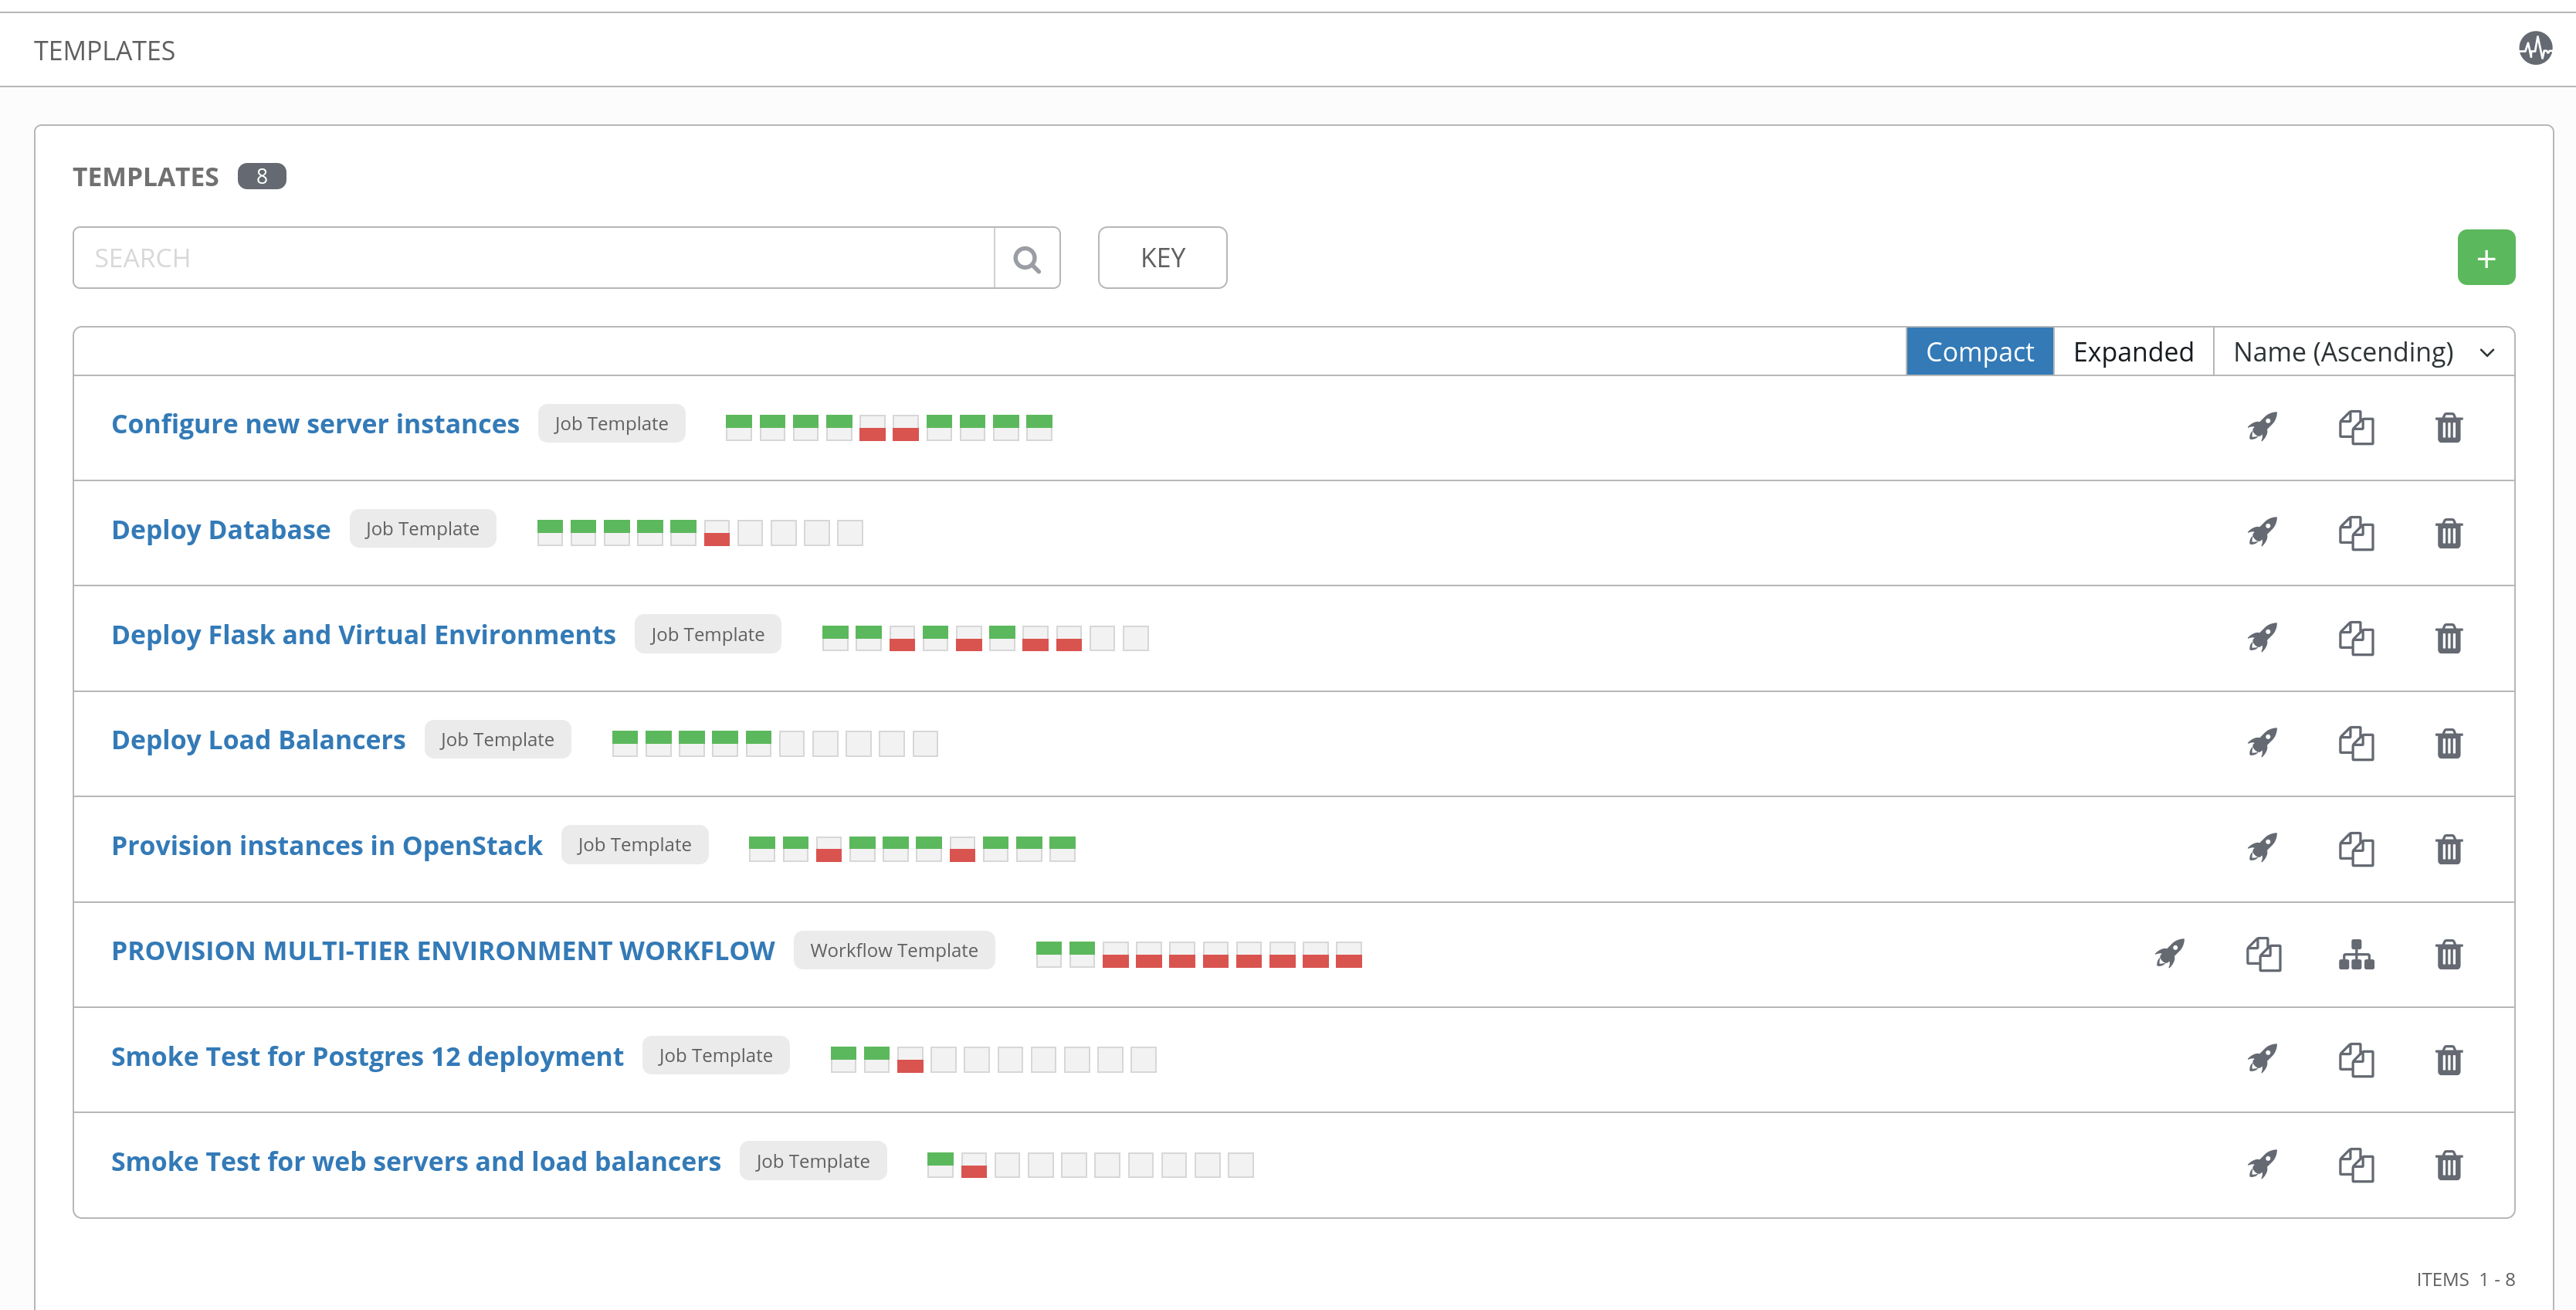 TEMPLATES
TEMPLATES 8
SEARCH KEY +
Compact Expanded Name (Ascending)
Configure new server instances Job Template
Deploy Database Job Template
Deploy Flask and Virtual Environments Job Template
Deploy Load Balancers Job Template
Provision instances in OpenStack Job Template
PROVISION MULTI-TIER ENVIRONMENT WORKFLOW Workflow Template
Smoke Test for Postgres 12 deployment Job Template
Smoke Test for web servers and load balancers Job Template
ITEMS 1 - 8